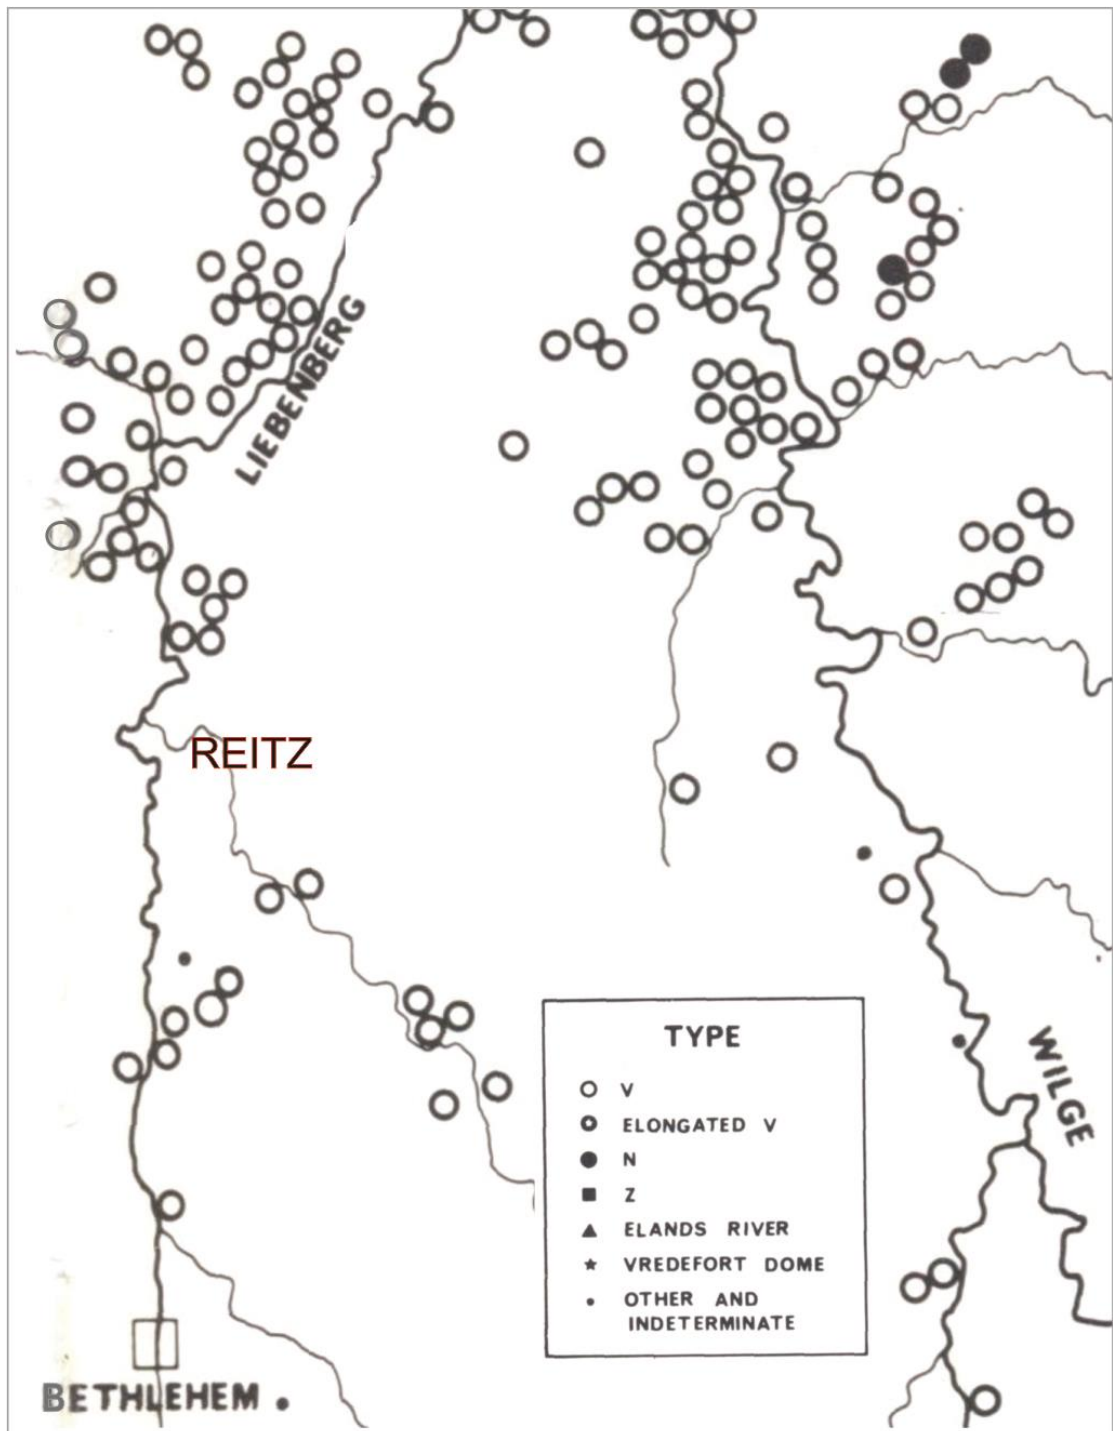 LIEBENBERG
REITZ
WILGE
BETHLEHEM
TYPE
V
ELONGATED V
N
Z
ELANDS RIVER
VREDEFORT DOME
OTHER AND
INDETERMINATE